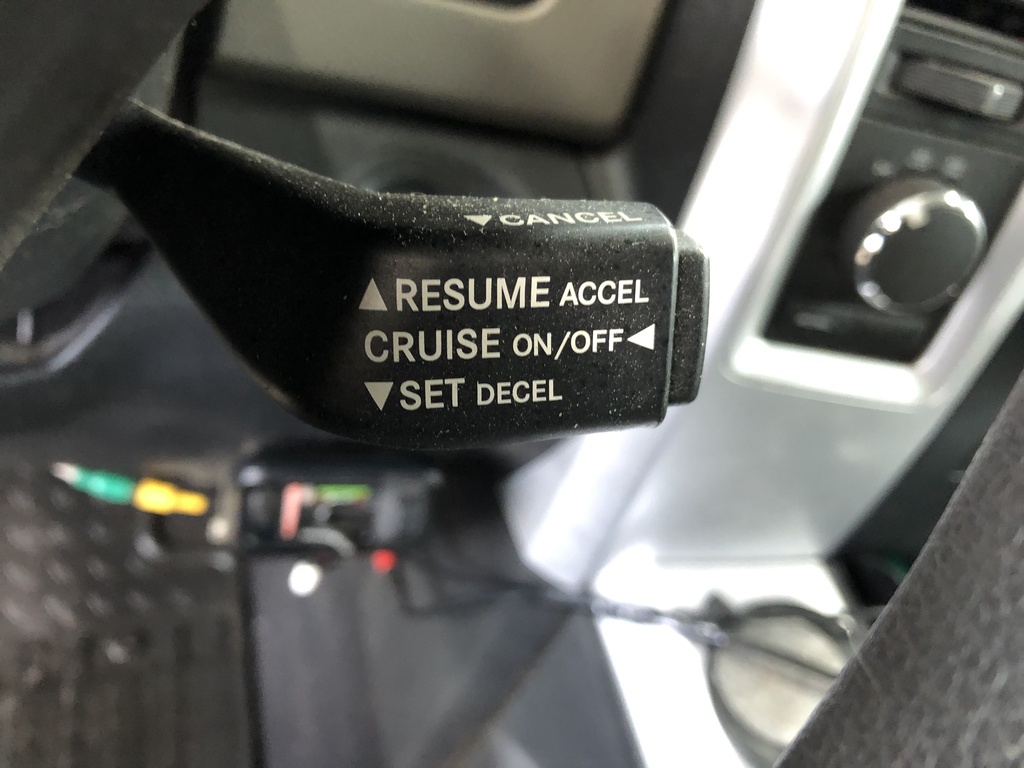 ▼CANCEL
▲RESUME ACCEL
CRUISE ON/OFF◀
▼SET DECEL